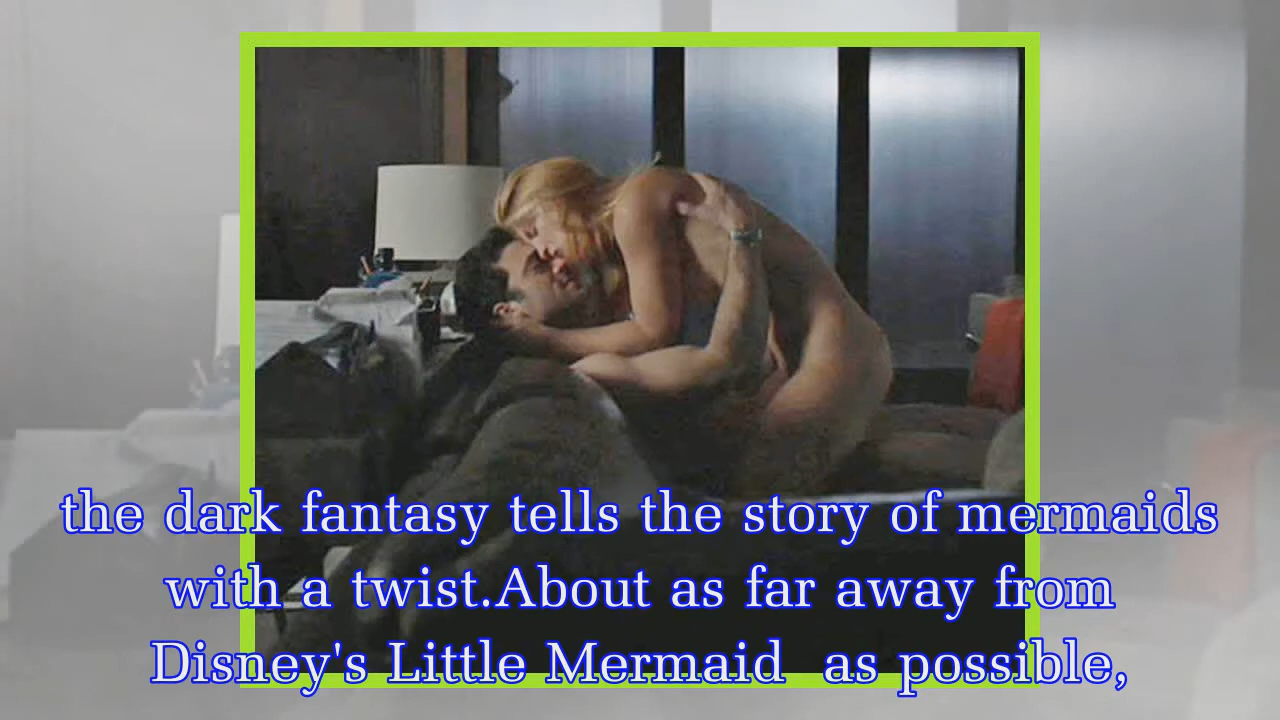 the dark fantasy tells the story of mermaids
with a twist.About as far away from
Disney's Little Mermaid  as possible,